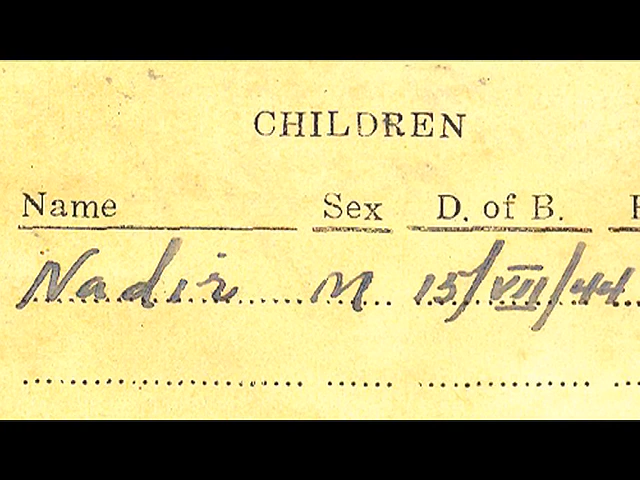 CHILDREN
Name Sex D. of B.
Nadir M 15/VII/44